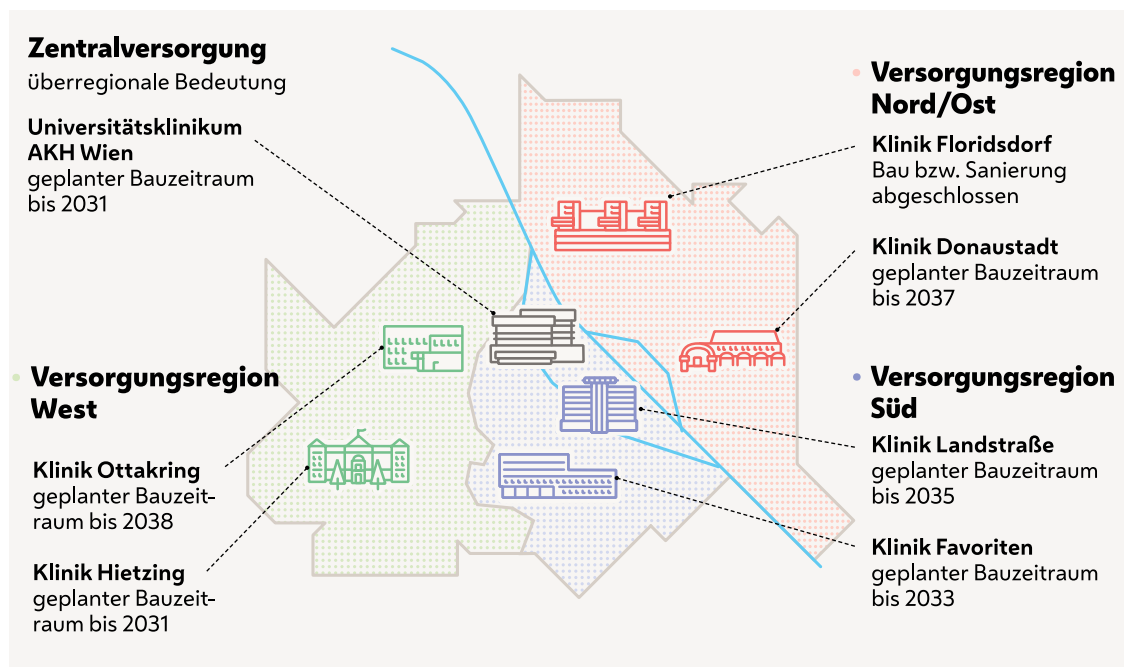 Zentralversorgung
überregionale Bedeutung
Universitätsklinikum
AKH Wien
geplanter Bauzeitraum
bis 2031
Versorgungsregion
West
Klinik Ottakring
geplanter Bauzeit-
raum bis 2038
Klinik Hietzing
geplanter Bauzeit-
raum bis 2031
Versorgungsregion
Nord/Ost
Klinik Floridsdorf
Bau bzw. Sanierung
abgeschlossen
Klinik Donaustadt
geplanter Bauzeitraum
bis 2037
Versorgungsregion
Süd
Klinik Landstraße
geplanter Bauzeitraum
bis 2035
Klinik Favoriten
geplanter Bauzeitraum
bis 2033